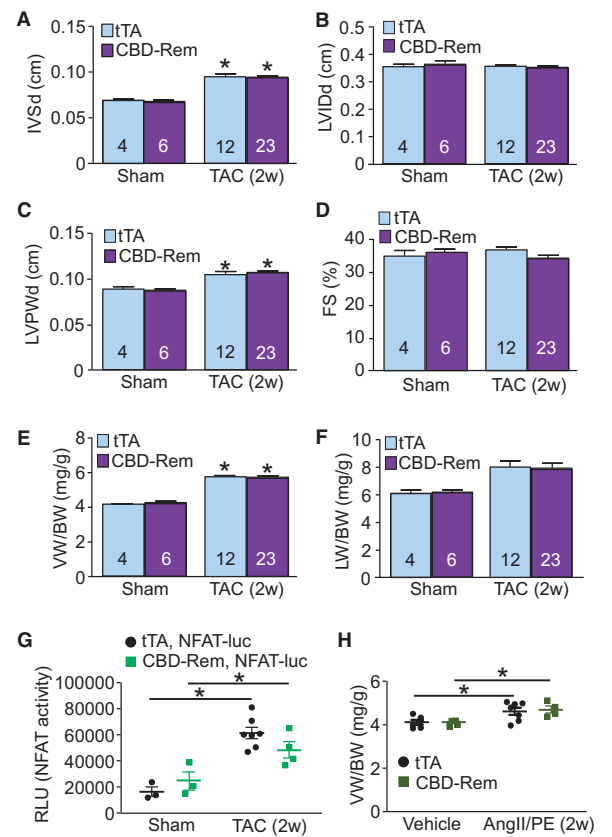 A
tTA
CBD-Rem
IVSd (cm)
0.15
0.10
0.05
0
* *
4 6 12 23
Sham TAC (2w)
B
tTA
CBD-Rem
LVIDd (cm)
0.5
0.4
0.3
0.2
0.1
0
4 6 12 23
Sham TAC (2w)
C
tTA
CBD-Rem
LVPWd (cm)
0.15
0.10
0.05
0
* *
4 6 12 23
Sham TAC (2w)
D
tTA
CBD-Rem
FS (%)
40
30
20
10
0
4 6 12 23
Sham TAC (2w)
E
tTA
CBD-Rem
VW/BW (mg/g)
8
6
4
2
0
* *
4 6 12 23
Sham TAC (2w)
F
tTA
CBD-Rem
LW/BW (mg/g)
10
8
6
4
2
0
4 6 12 23
Sham TAC (2w)
G
tTA, NFAT-luc
CBD-Rem, NFAT-luc
RLU (NFAT activity)
100000
80000
60000
40000
20000
0
*
*
Sham TAC (2w)
H
VW/BW (mg/g)
6
4
2
0
*
*
tTA
CBD-Rem
Vehicle AngII/PE (2w)